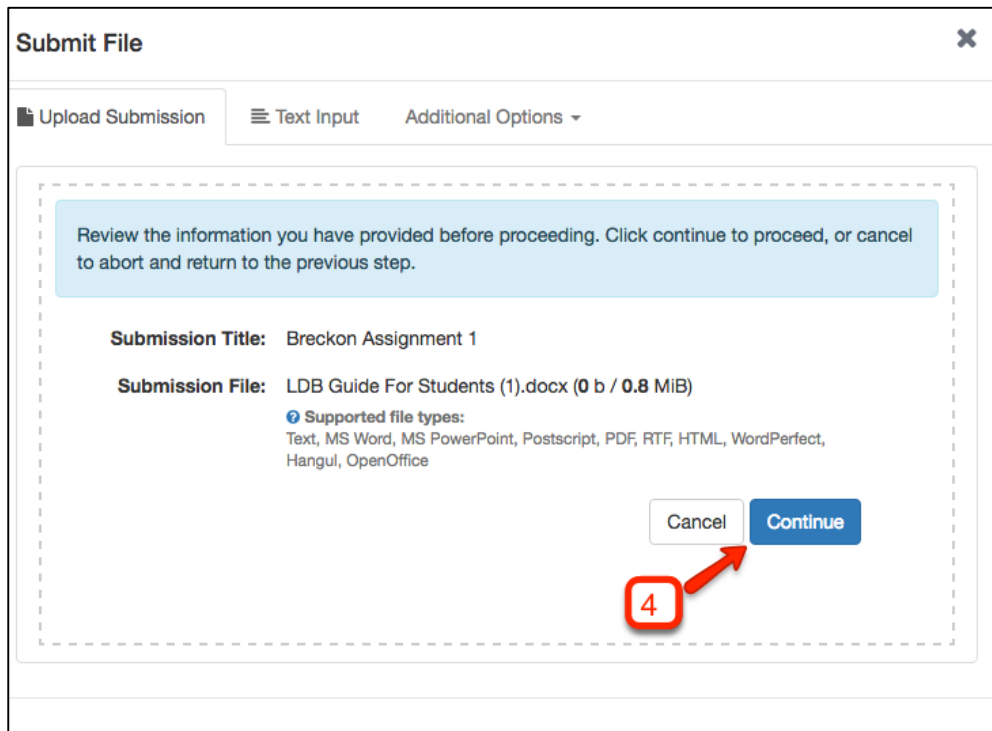 Submit File
Upload Submission
Text Input
Additional Options
Review the information you have provided before proceeding. Click continue to proceed, or cancel
to abort and return to the previous step.
Submission Title: Breckon Assignment 1
Submission File: LDB Guide For Students (1).docx (0 b / 0.8 MiB)
Supported file types:
Text, MS Word, MS PowerPoint, Postscript, PDF, RTF, HTML, WordPerfect,
Hangul, OpenOffice
Cancel
Continue
4